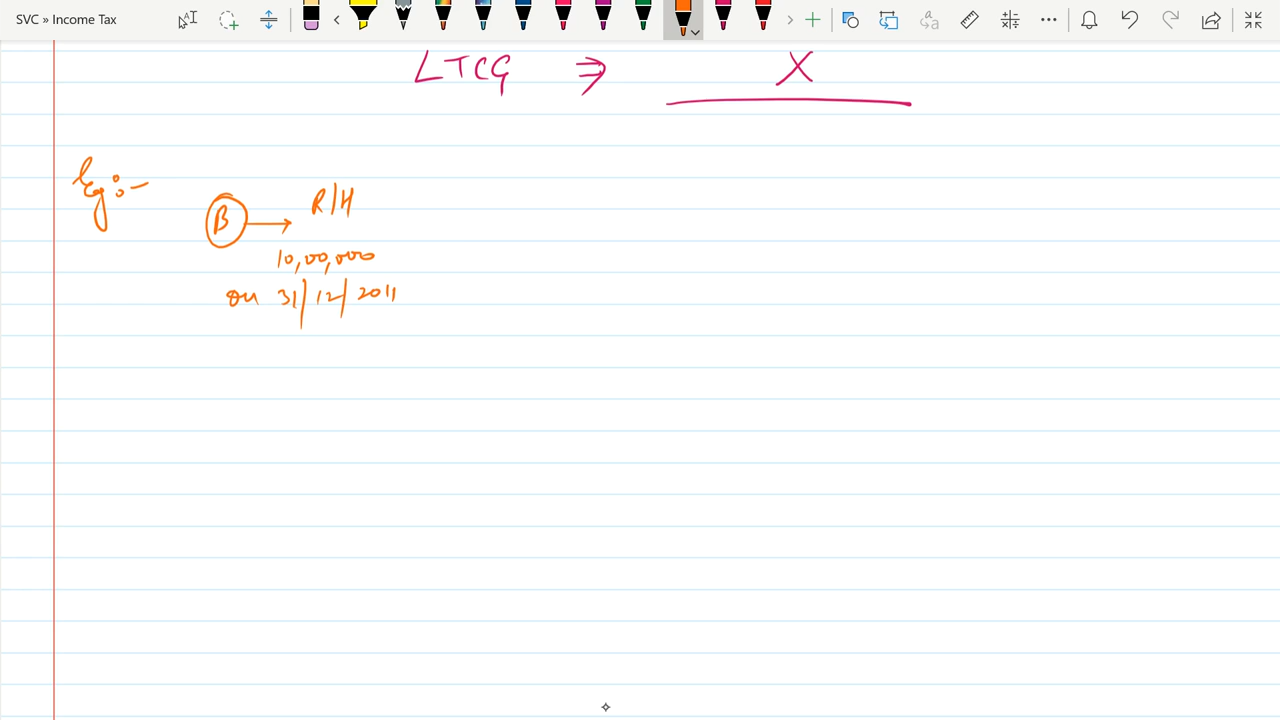 SVC » Income Tax
LTCG ⇒ X
Eg:-
B → R/H
10,00,000
on 31/12/2011